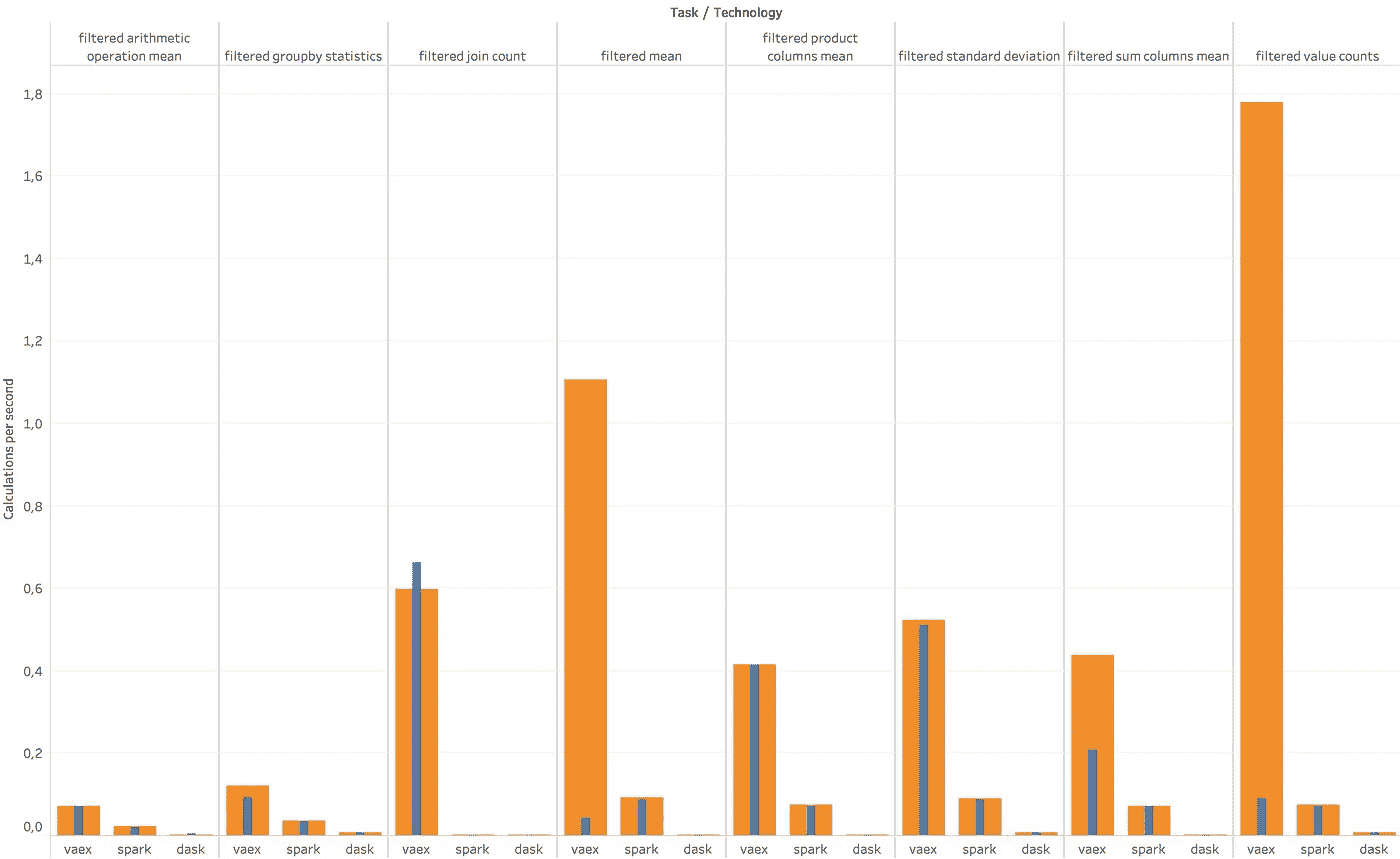 Task / Technology
filtered arithmetic
operation mean
filtered groupby statistics
filtered join count
filtered mean
filtered product
columns mean
filtered standard deviation
filtered sum columns mean
filtered value counts
Calculations per second
1,8
1,6
1,4
1,2
1,0
0,8
0,6
0,4
0,2
0,0
vaex spark dask vaex spark dask vaex spark dask vaex spark dask vaex spark dask vaex spark dask vaex spark dask vaex spark dask